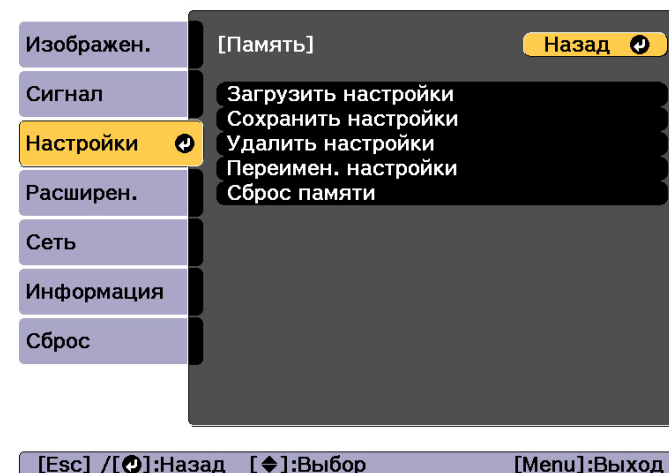 Изображен.
Сигнал
Настройки
Расширен.
Сеть
Информация
Сброс
[Память]
Назад
Загрузить настройки
Сохранить настройки
Удалить настройки
Переимен. настройки
Сброс памяти
[Esc] /[⏎]:Назад [◆]:Выбор [Menu]:Выход